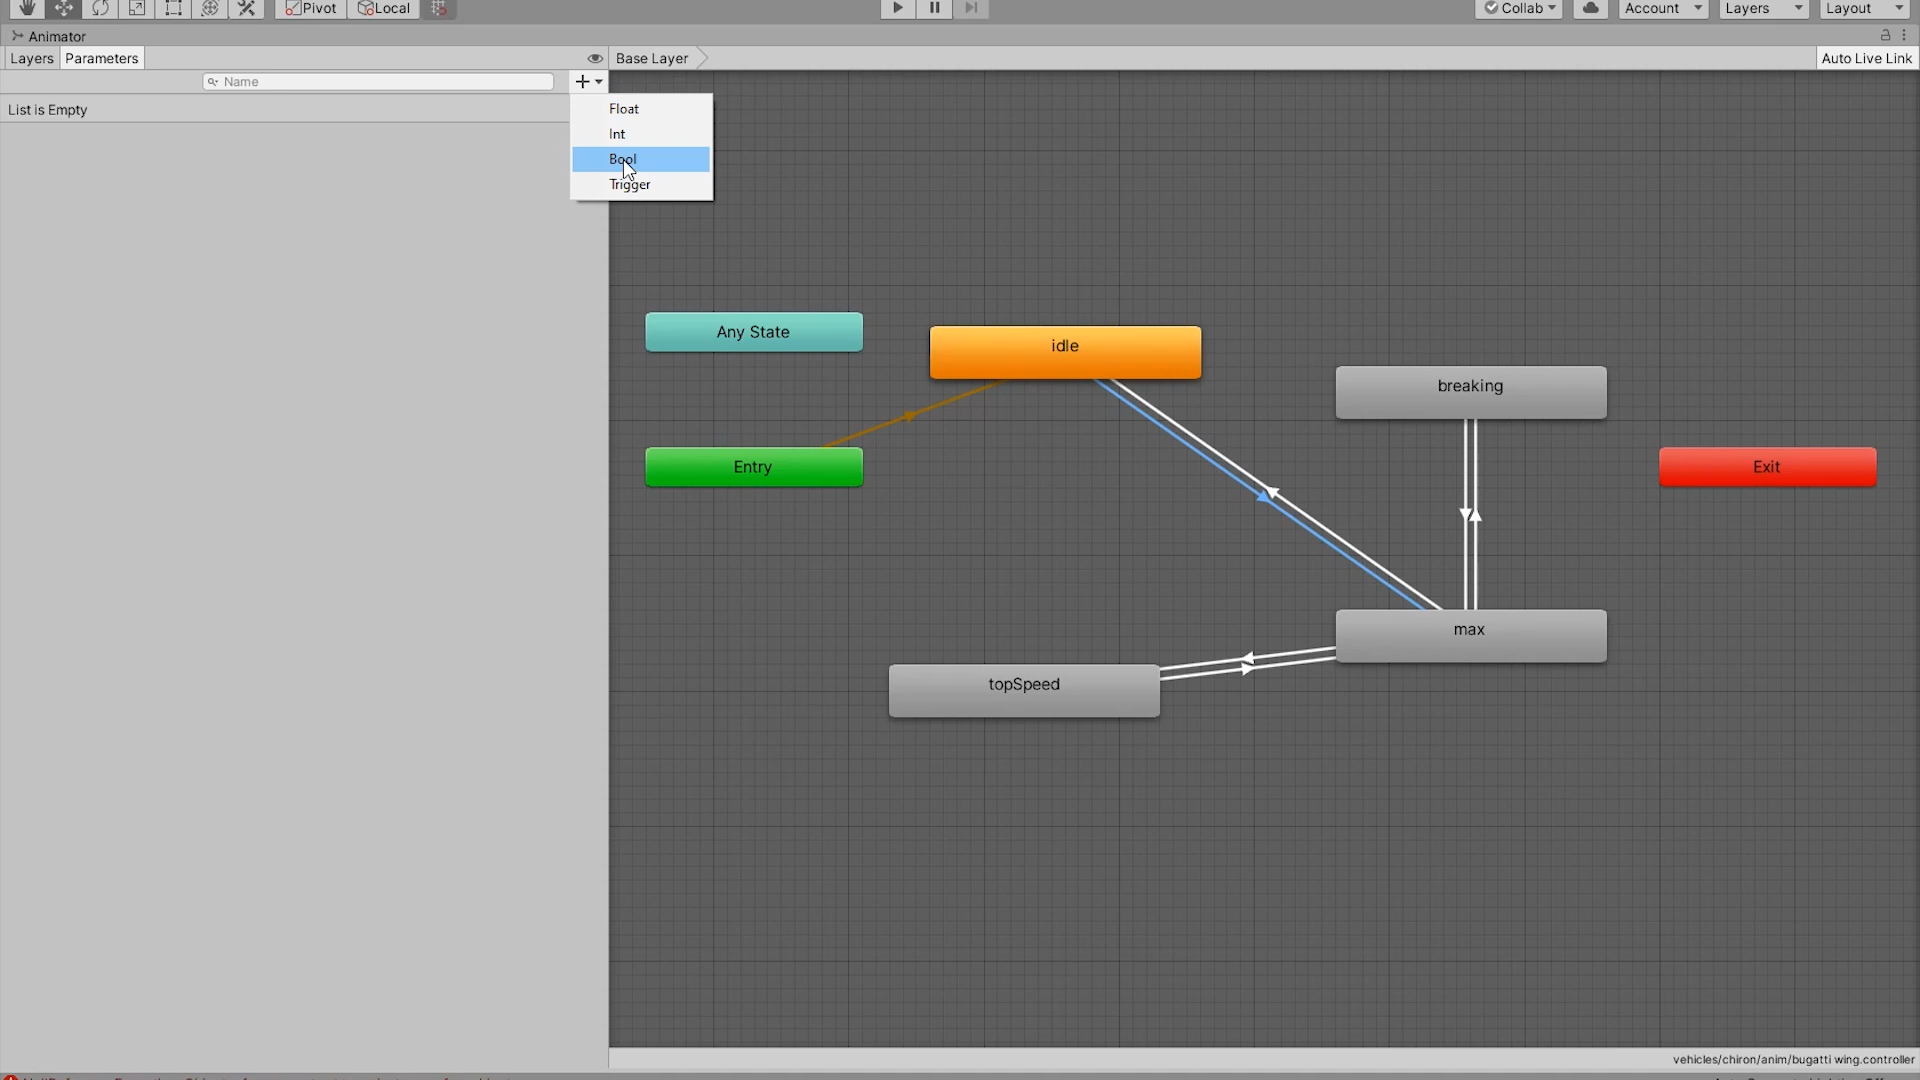 Pivot Local Collab Account Layers Layout
Animator
Layers Parameters Base Layer Auto Live Link
Name
List is Empty
Float
Int
Bool
Trigger
Any State
idle
breaking
Entry
Exit
max
topSpeed
vehicles/chiron/anim/bugatti wing.controller